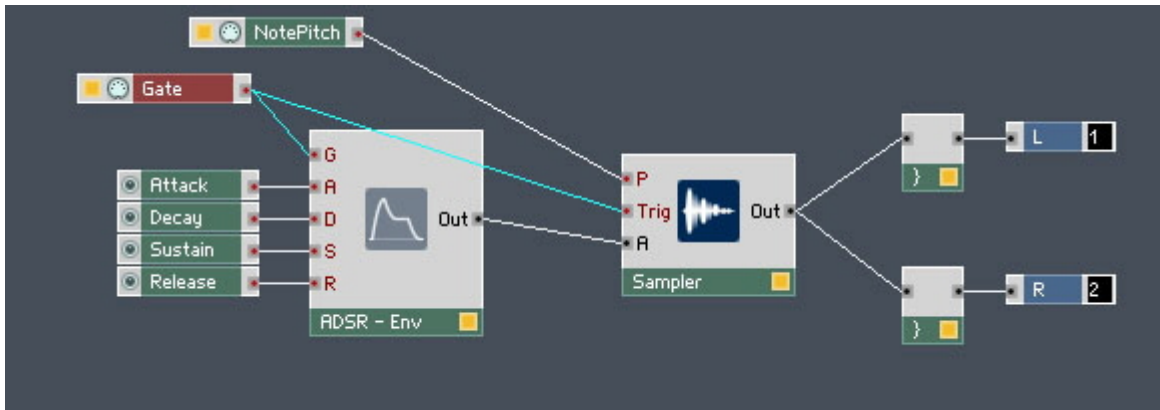 NotePitch
Gate
G
Attack A
Decay D Out
Sustain S
Release R
ADSR - Env
P
Trig Out
A
Sampler
}
L 1
}
R 2